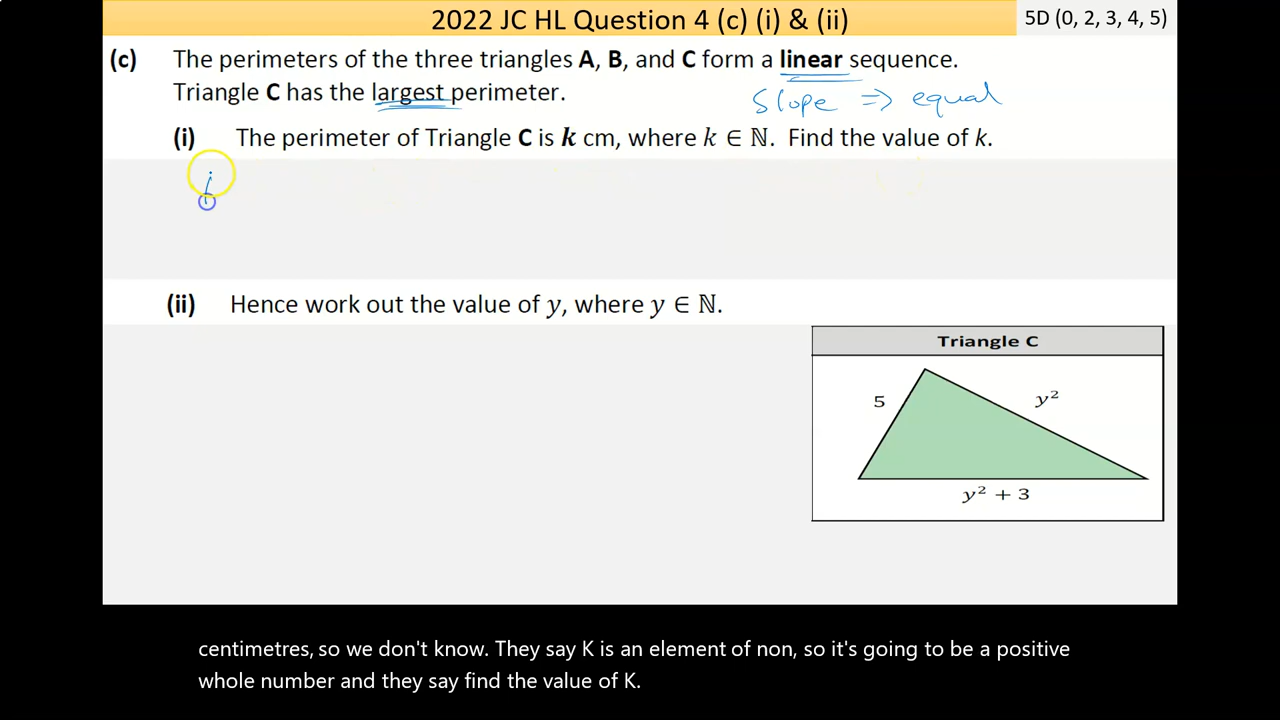 2022 JC HL Question 4 (c) (i) & (ii)
5D (0, 2, 3, 4, 5)
(c) The perimeters of the three triangles A, B, and C form a linear sequence.
Triangle C has the largest perimeter.
Slope ⇒ equal
(i) The perimeter of Triangle C is k cm, where k ∈ ℕ. Find the value of k.
(ii) Hence work out the value of y, where y ∈ ℕ.
Triangle C
5
y²
y² + 3
centimetres, so we don't know. They say K is an element of non, so it's going to be a positive
whole number and they say find the value of K.